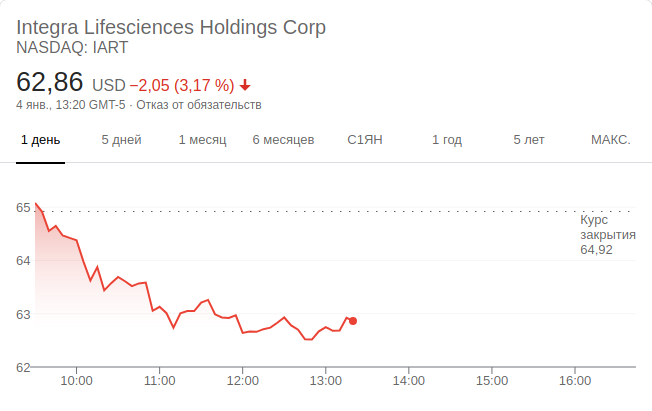 Integra Lifesciences Holdings Corp
NASDAQ: IART
62,86 USD −2,05 (3,17 %)
4 янв., 13:20 GMT-5 · Отказ от обязательств
1 день 5 дней 1 месяц 6 месяцев С1ЯН 1 год 5 лет МАКС.
65
Курс
закрытия
64,92
64
63
62
10:00 11:00 12:00 13:00 14:00 15:00 16:00